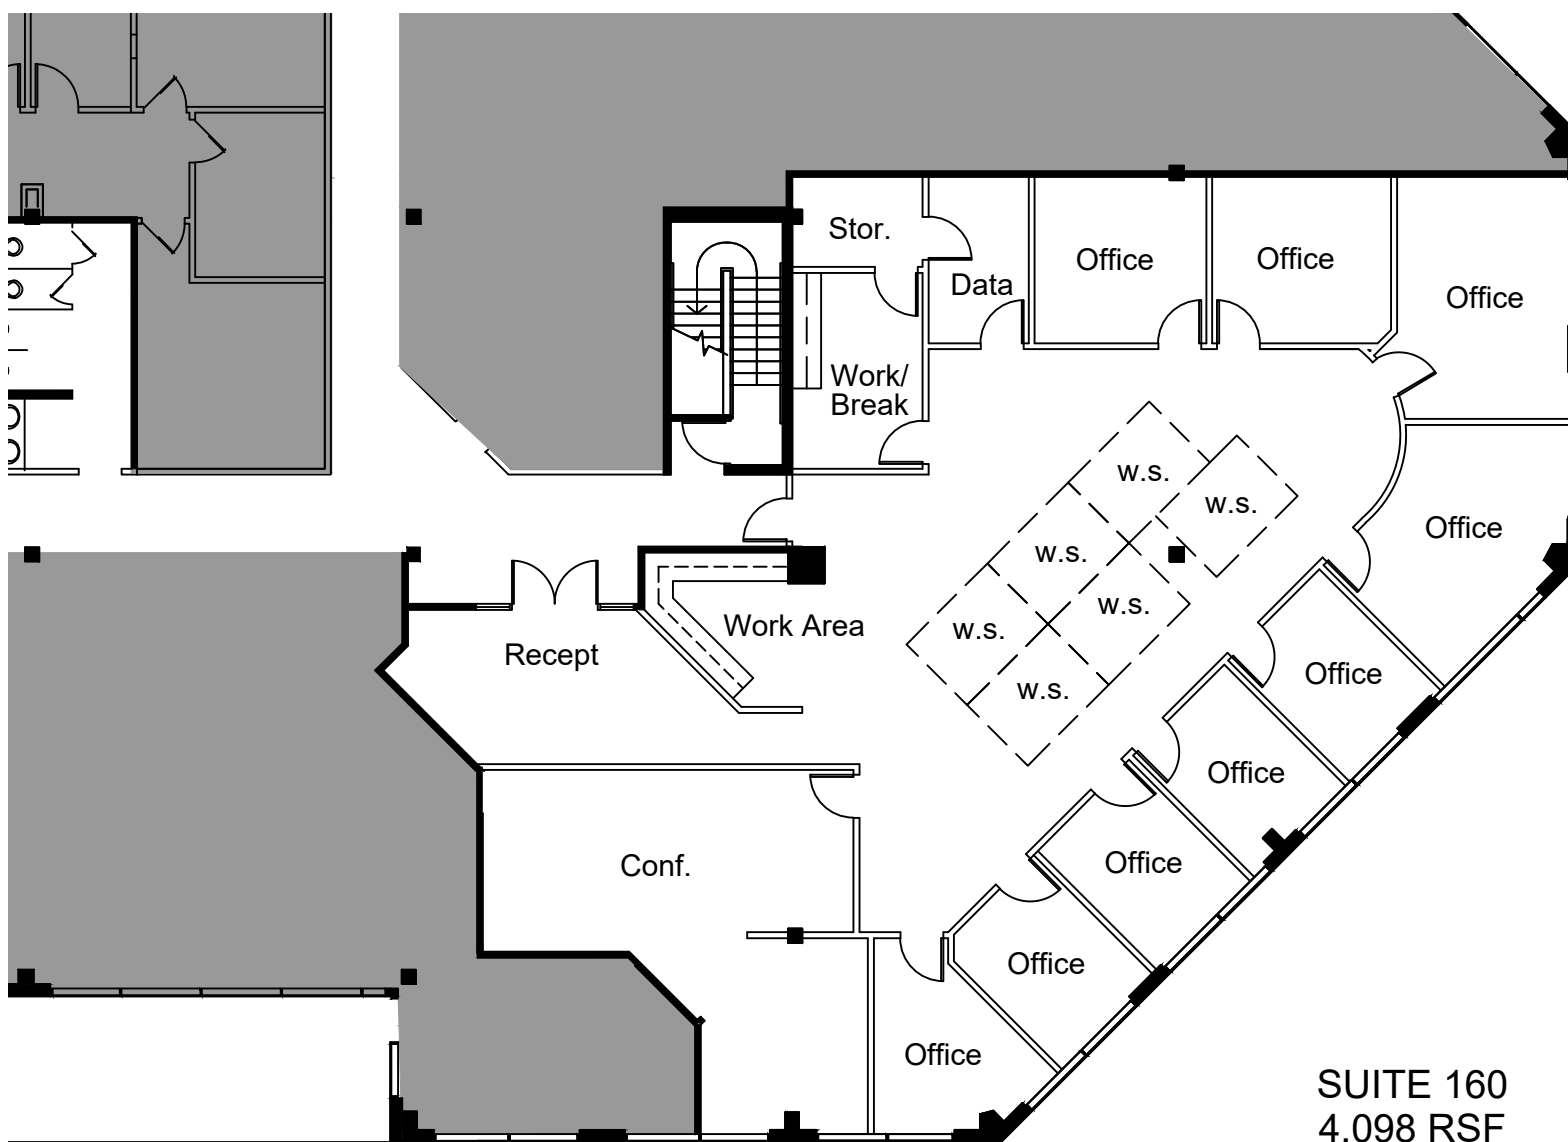 Stor.
Office
Office
Data
Office
Work/
Break
w.s.
w.s.
Office
w.s.
w.s.
Work Area
w.s.
Recept
Office
w.s.
Office
Office
Conf.
Office
Office
SUITE 160
4,098 RSF